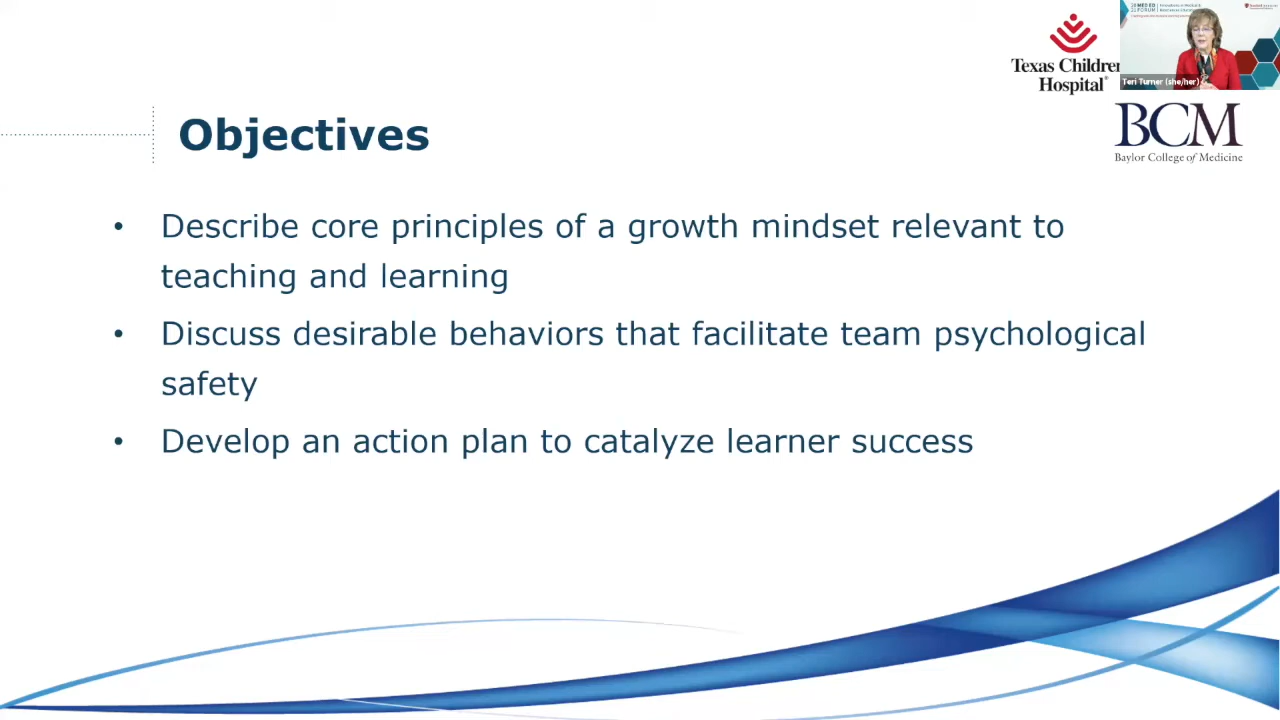 Texas Children
Hospital
Teri Turner (she/her)
BCM
Baylor College of Medicine
Objectives
• Describe core principles of a growth mindset relevant to
teaching and learning
• Discuss desirable behaviors that facilitate team psychological
safety
• Develop an action plan to catalyze learner success